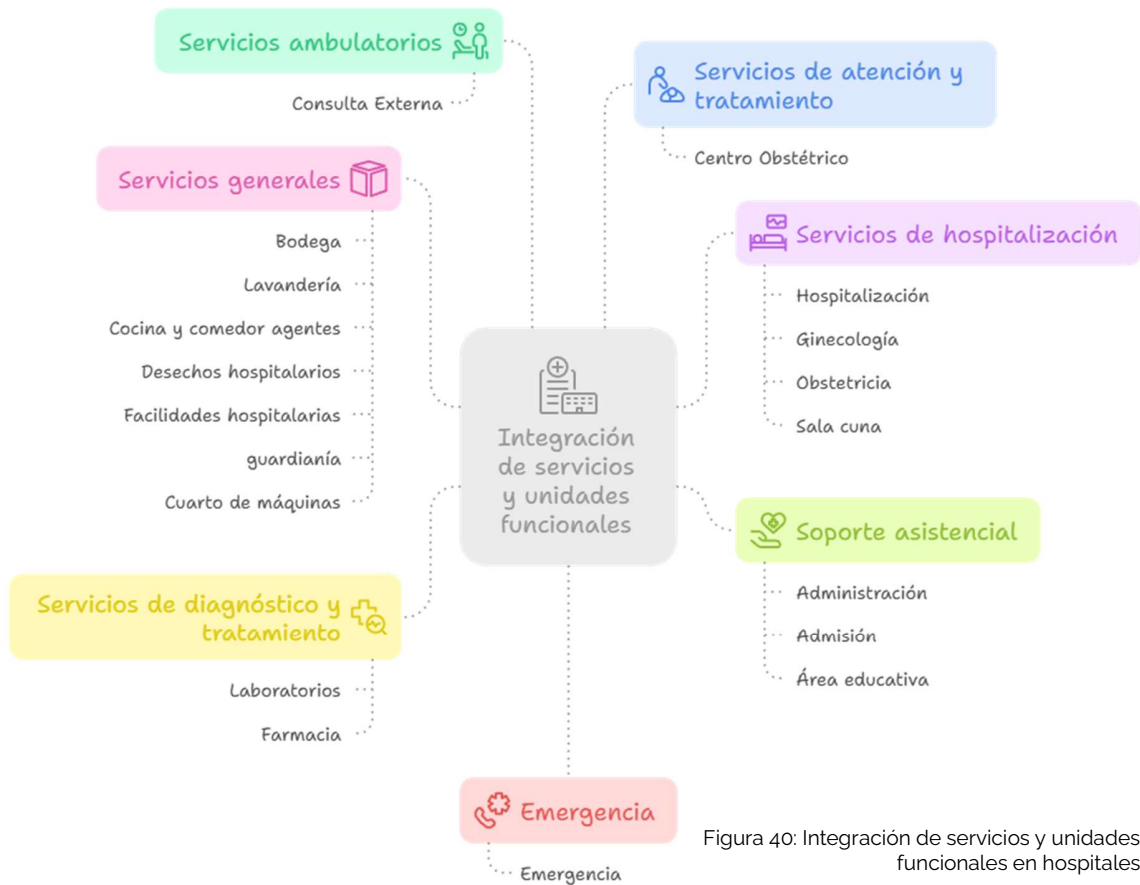 Servicios ambulatorios
Consulta Externa
Servicios de atención y
tratamiento
Centro Obstétrico
Servicios generales
Bodega
Lavandería
Cocina y comedor agentes
Desechos hospitalarios
Facilidades hospitalarias
guardianía
Cuarto de máquinas
Servicios de hospitalización
Hospitalización
Ginecología
Obstetricia
Sala cuna
Integración
de servicios
y unidades
funcionales
Soporte asistencial
Administración
Admisión
Área educativa
Servicios de diagnóstico y
tratamiento
Laboratorios
Farmacia
Emergencia
Emergencia
Figura 40: Integración de servicios y unidades
funcionales en hospitales